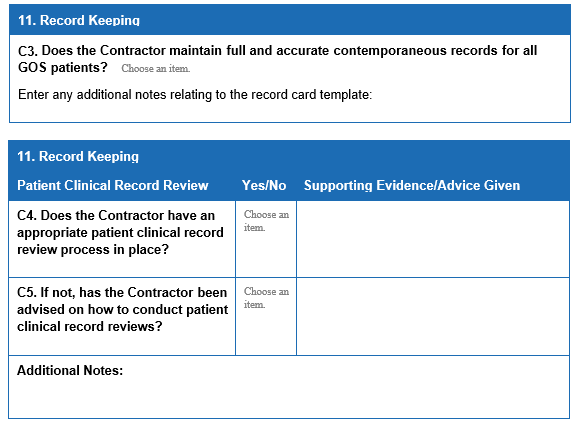 11. Record Keeping
C3. Does the Contractor maintain full and accurate contemporaneous records for all
GOS patients? Choose an item.
Enter any additional notes relating to the record card template:
11. Record Keeping
Patient Clinical Record Review Yes/No Supporting Evidence/Advice Given
C4. Does the Contractor have an
appropriate patient clinical record
review process in place?
Choose an
item.
C5. If not, has the Contractor been
advised on how to conduct patient
clinical record reviews?
Choose an
item.
Additional Notes: